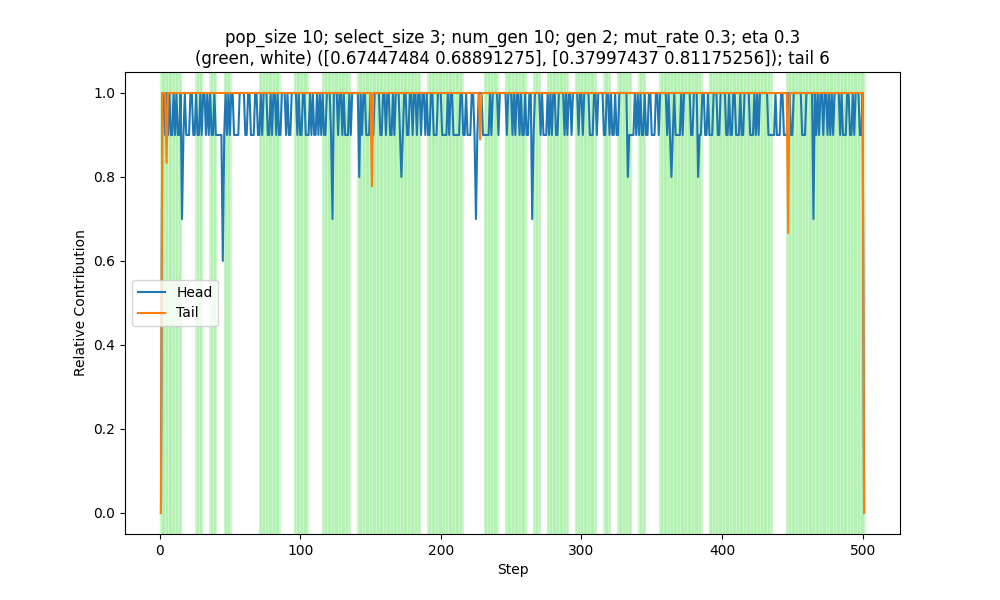 pop_size 10; select_size 3; num_gen 10; gen 2; mut_rate 0.3; eta 0.3
(green, white) ([0.67447484 0.68891275], [0.37997437 0.81175256]); tail 6
1.0
0.8
0.6
0.4
0.2
0.0
Relative Contribution
Head
Tail
0
100
200
300
400
500
Step